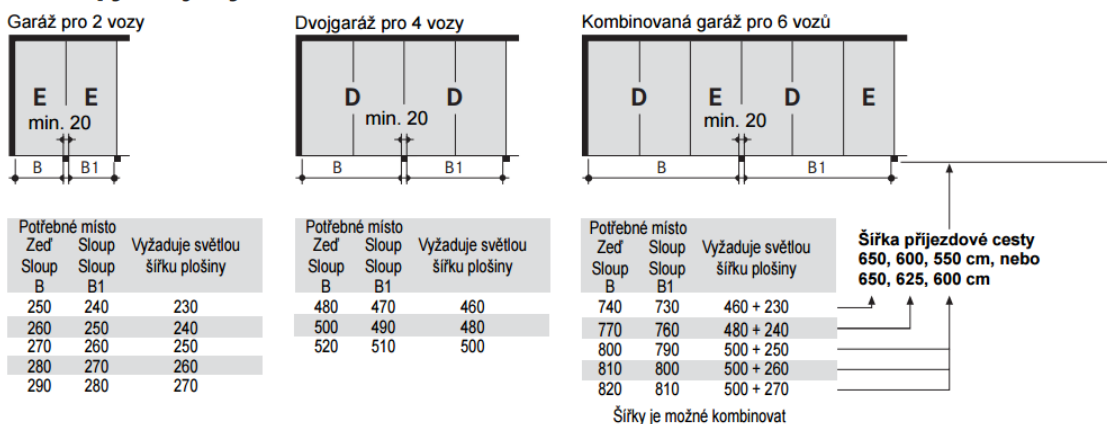 Garáž pro 2 vozy
E E
min. 20
B B1
Potřebné místo
Zeď Sloup Vyžaduje světlou
Sloup Sloup šířku plošiny
B B1
250 240 230
260 250 240
270 260 250
280 270 260
290 280 270
Dvojgaráž pro 4 vozy
D D
min. 20
B B1
Potřebné místo
Zeď Sloup Vyžaduje světlou
Sloup Sloup šířku plošiny
B B1
480 470 460
500 490 480
520 510 500
Kombinovaná garáž pro 6 vozů
D E D E
min. 20
B B1
Potřebné místo
Zeď Sloup Vyžaduje světlou
Sloup Sloup šířku plošiny
B B1
740 730 460 + 230
770 760 480 + 240
800 790 500 + 250
810 800 500 + 260
820 810 500 + 270
Šířky je možné kombinovat
Šířka příjezdové cesty
650, 600, 550 cm, nebo
650, 625, 600 cm